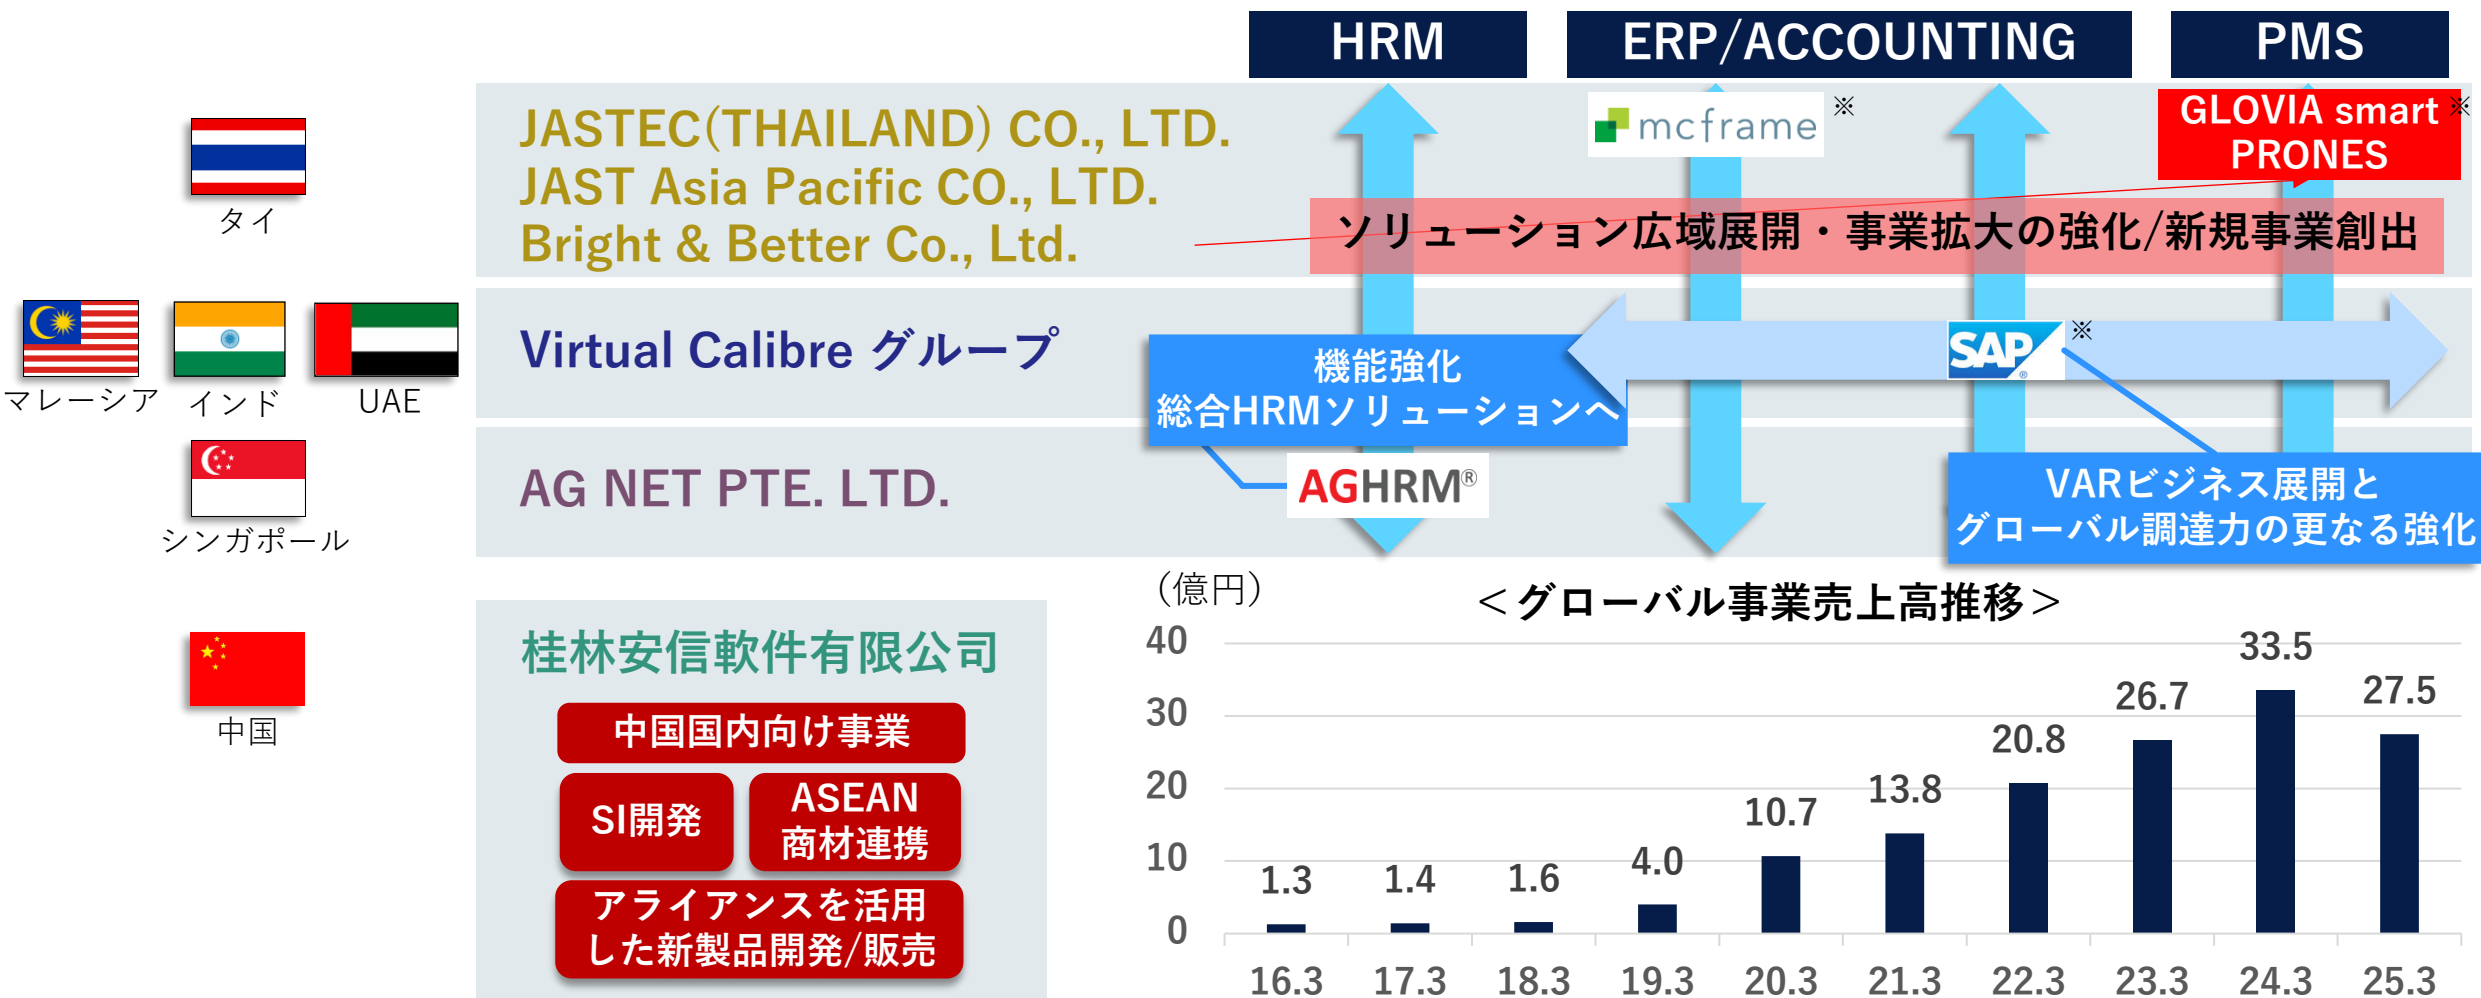 HRM
ERP/ACCOUNTING
PMS
タイ
JASTEC(THAILAND) CO., LTD.
JAST Asia Pacific CO., LTD.
Bright & Better Co., Ltd.
mcframe ※
GLOVIA smart ※
PRONES
ソリューション広域展開・事業拡大の強化/新規事業創出
マレーシア
インド
UAE
Virtual Calibre グループ
機能強化
総合HRMソリューションへ
SAP® ※
シンガポール
AG NET PTE. LTD.
AGHRM®
VARビジネス展開と
グローバル調達力の更なる強化
中国
桂林安信軟件有限公司
中国国内向け事業
SI開発
ASEAN
商材連携
アライアンスを活用
した新製品開発/販売
（億円）
＜グローバル事業売上高推移＞
40
30
20
10
0
1.3
1.4
1.6
4.0
10.7
13.8
20.8
26.7
33.5
27.5
16.3
17.3
18.3
19.3
20.3
21.3
22.3
23.3
24.3
25.3